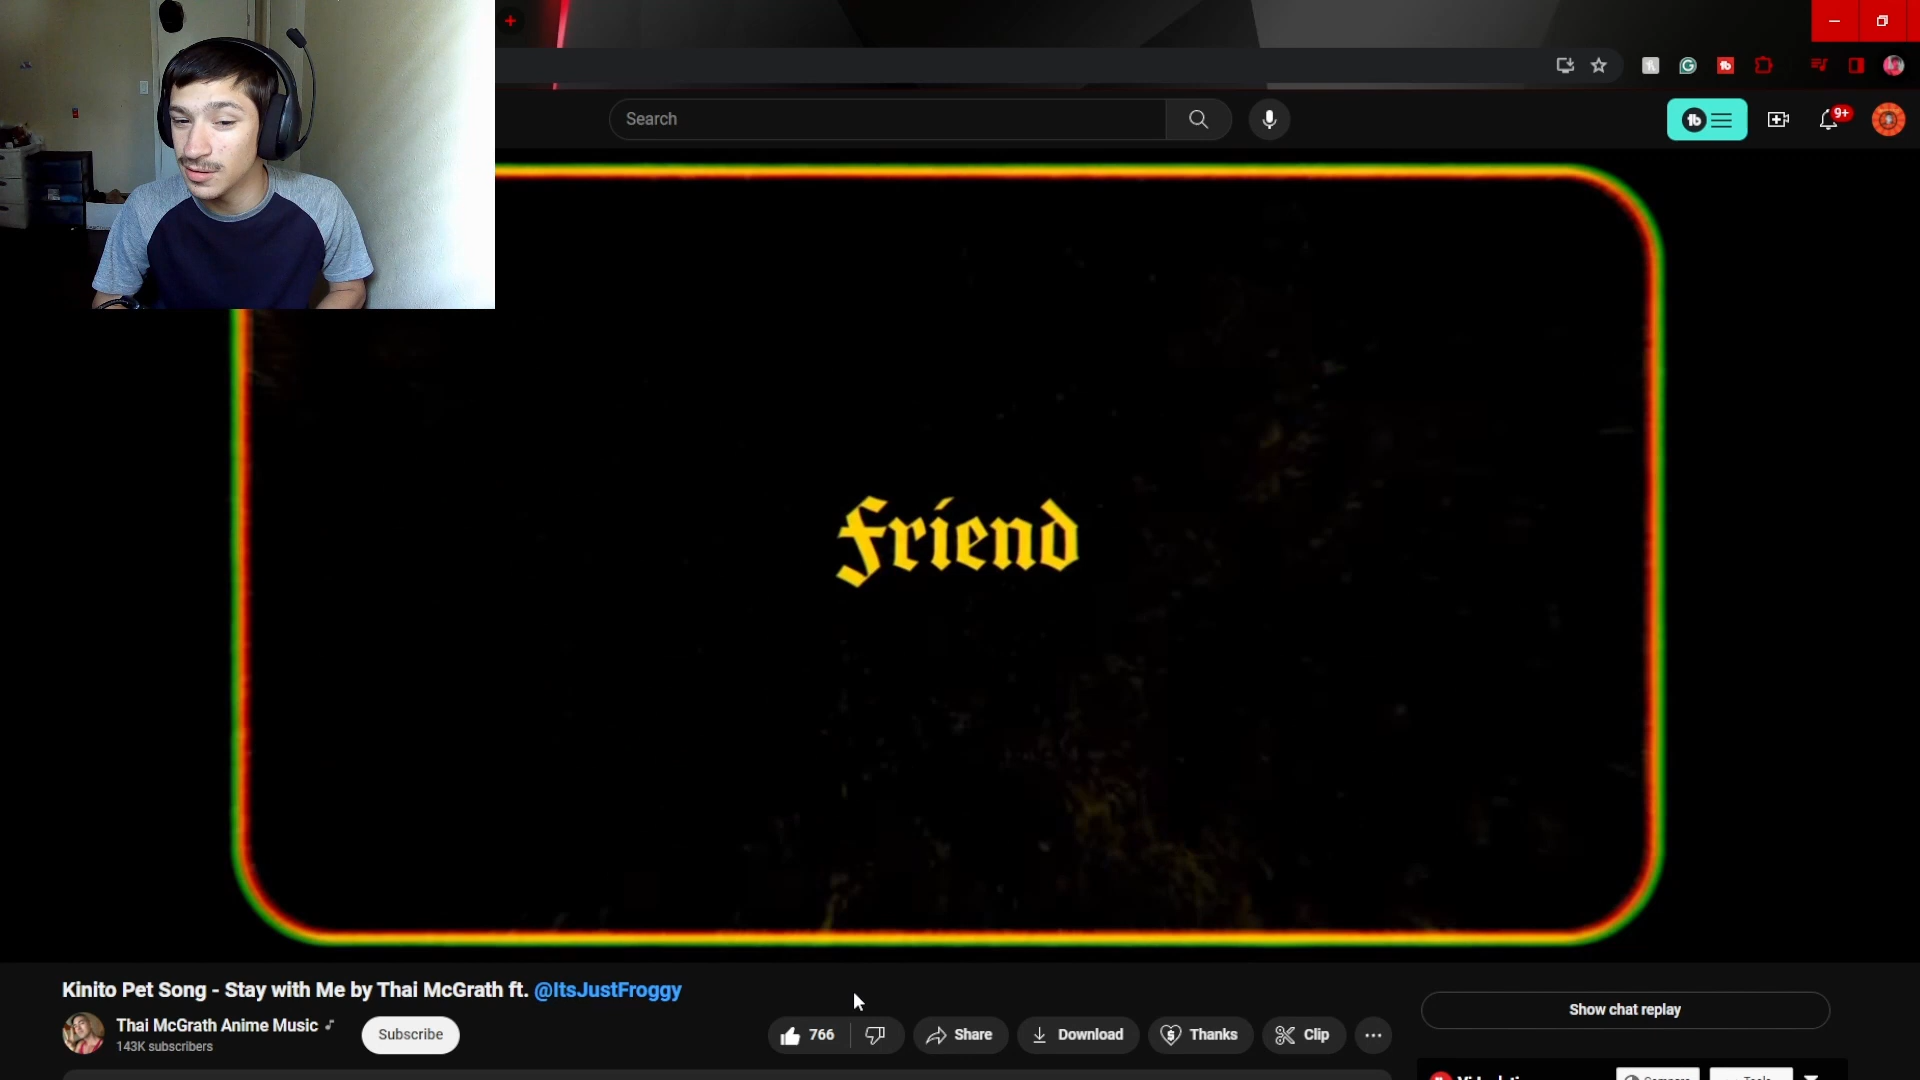 Search
9+
Friend
Kinito Pet Song - Stay with Me by Thai McGrath ft. @ItsJustFroggy
Thai McGrath Anime Music
143K subscribers
Subscribe
766
Share
Download
Thanks
Clip
Show chat replay